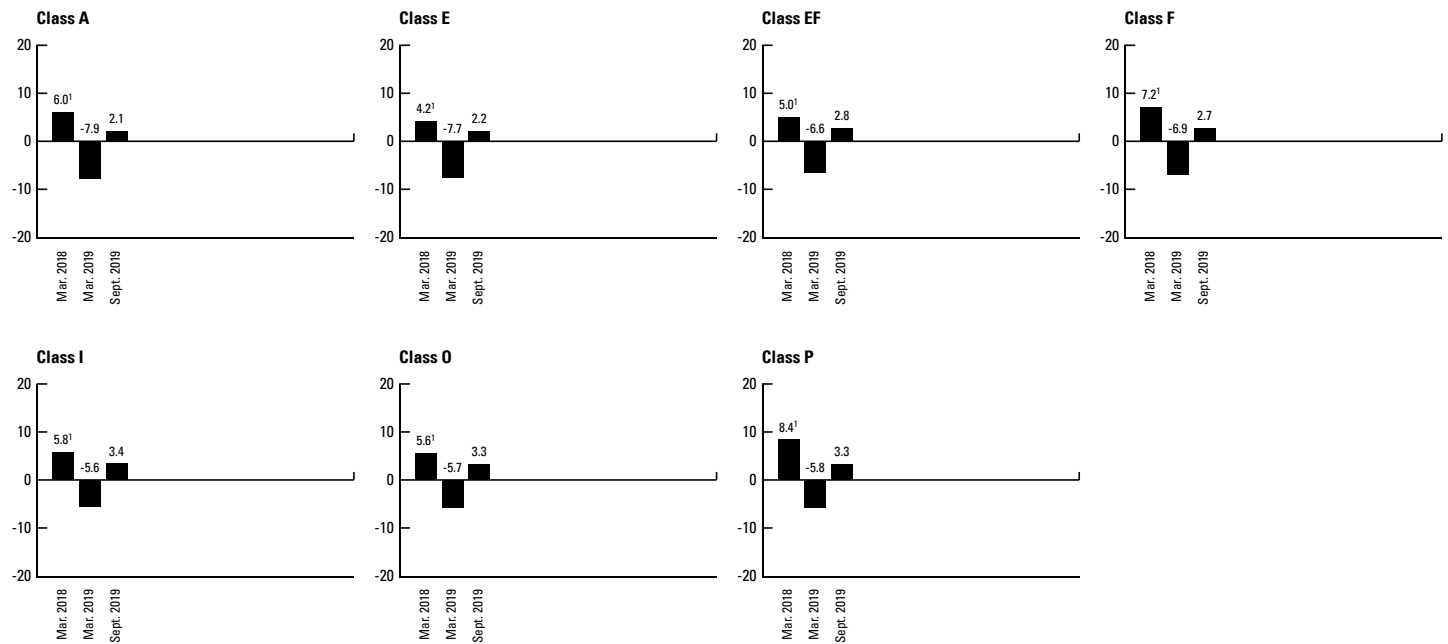 Class A
20
10
0
-10
-20
6.0¹
-7.9
2.1
Mar. 2018
Mar. 2019
Sept. 2019
Class E
20
10
0
-10
-20
4.2¹
-7.7
2.2
Mar. 2018
Mar. 2019
Sept. 2019
Class EF
20
10
0
-10
-20
5.0¹
-6.6
2.8
Mar. 2018
Mar. 2019
Sept. 2019
Class F
20
10
0
-10
-20
7.2¹
-6.9
2.7
Mar. 2018
Mar. 2019
Sept. 2019
Class I
20
10
0
-10
-20
5.8¹
-5.6
3.4
Mar. 2018
Mar. 2019
Sept. 2019
Class O
20
10
0
-10
-20
5.6¹
-5.7
3.3
Mar. 2018
Mar. 2019
Sept. 2019
Class P
20
10
0
-10
-20
8.4¹
-5.8
3.3
Mar. 2018
Mar. 2019
Sept. 2019